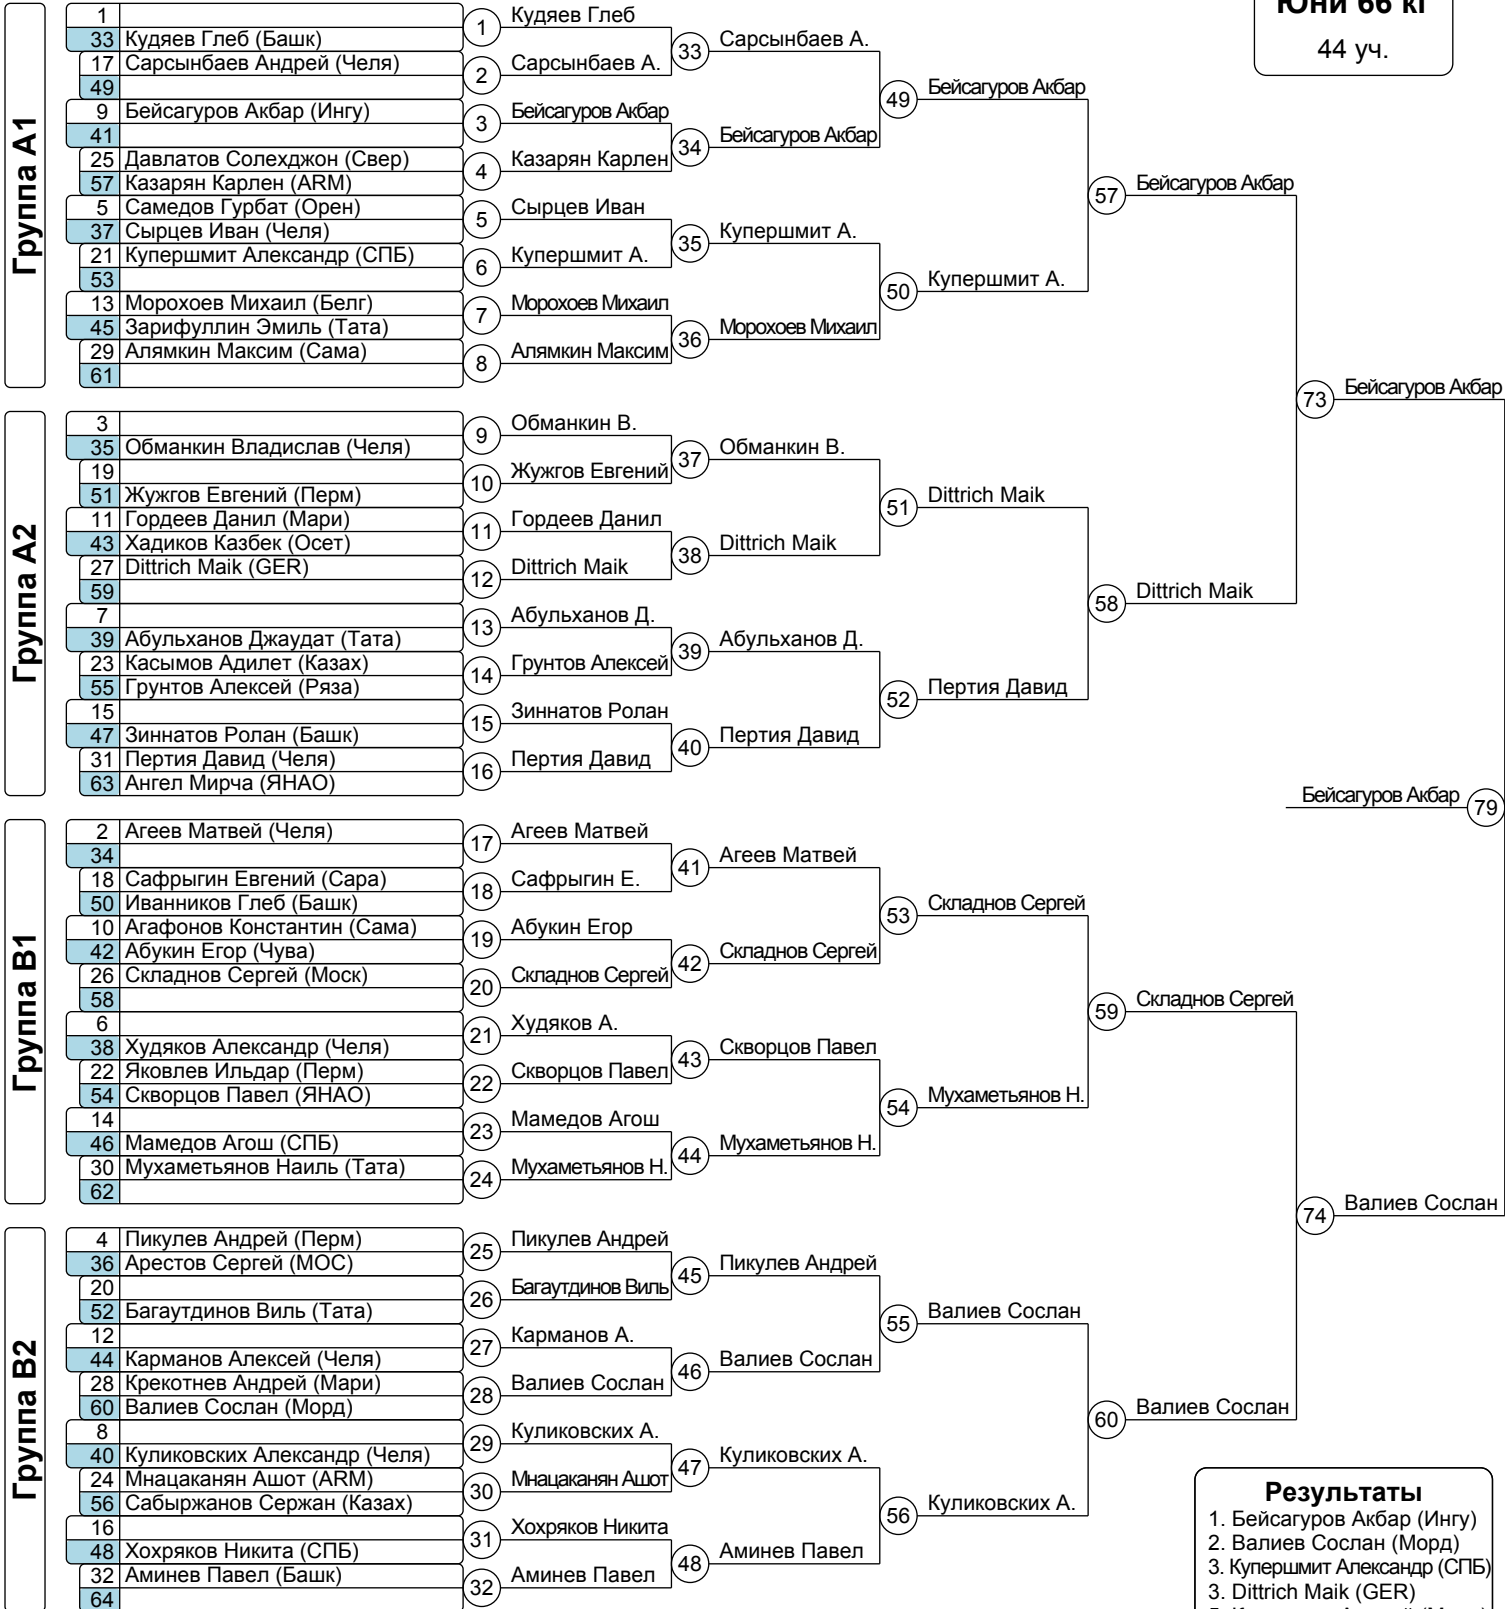 Юни 66 кг
44 уч.
Группа A1
1
33 Кудяев Глеб (Башк)
17 Сарсынбаев Андрей (Челя)
49
9 Бейсагуров Акбар (Ингу)
41
25 Давлатов Солехджон (Свер)
57 Казарян Карлен (ARM)
5 Самедов Гурбат (Орен)
37 Сырцев Иван (Челя)
21 Купершмит Александр (СПБ)
53
13 Морохоев Михаил (Белг)
45 Зарифуллин Эмиль (Тата)
29 Алямкин Максим (Сама)
61
1 Кудяев Глеб
2 Сарсынбаев А.
3 Бейсагуров Акбар
4 Казарян Карлен
5 Сырцев Иван
6 Купершмит А.
7 Морохоев Михаил
8 Алямкин Максим
33 Сарсынбаев А.
34 Бейсагуров Акбар
35 Купершмит А.
36 Морохоев Михаил
49 Бейсагуров Акбар
50 Купершмит А.
57 Бейсагуров Акбар
Группа A2
3
35 Обманкин Владислав (Челя)
19
51 Жужгов Евгений (Перм)
11 Гордеев Данил (Мари)
43 Хадиков Казбек (Осет)
27 Dittrich Maik (GER)
59
7
39 Абульханов Джаудат (Тата)
23 Касымов Адилет (Казах)
55 Грунтов Алексей (Ряза)
15
47 Зиннатов Ролан (Башк)
31 Пертия Давид (Челя)
63 Ангел Мирча (ЯНАО)
9 Обманкин В.
10 Жужгов Евгений
11 Гордеев Данил
12 Dittrich Maik
13 Абульханов Д.
14 Грунтов Алексей
15 Зиннатов Ролан
16 Пертия Давид
37 Обманкин В.
38 Dittrich Maik
39 Абульханов Д.
40 Пертия Давид
51 Dittrich Maik
52 Пертия Давид
58 Dittrich Maik
73 Бейсагуров Акбар
Бейсагуров Акбар 79
Группа B1
2 Агеев Матвей (Челя)
34
18 Сафрыгин Евгений (Сара)
50 Иванников Глеб (Башк)
10 Агафонов Константин (Сама)
42 Абукин Егор (Чува)
26 Складнов Сергей (Моск)
58
6
38 Худяков Александр (Челя)
22 Яковлев Ильдар (Перм)
54 Скворцов Павел (ЯНАО)
14
46 Мамедов Агош (СПБ)
30 Мухаметьянов Наиль (Тата)
62
17 Агеев Матвей
18 Сафрыгин Е.
19 Абукин Егор
20 Складнов Сергей
21 Худяков А.
22 Скворцов Павел
23 Мамедов Агош
24 Мухаметьянов Н.
41 Агеев Матвей
42 Складнов Сергей
43 Скворцов Павел
44 Мухаметьянов Н.
53 Складнов Сергей
54 Мухаметьянов Н.
59 Складнов Сергей
Группа B2
4 Пикулев Андрей (Перм)
36 Арестов Сергей (МОС)
20
52 Багаутдинов Виль (Тата)
12
44 Карманов Алексей (Челя)
28 Крекотнев Андрей (Мари)
60 Валиев Сослан (Морд)
8
40 Куликовских Александр (Челя)
24 Мнацаканян Ашот (ARM)
56 Сабыржанов Сержан (Казах)
16
48 Хохряков Никита (СПБ)
32 Аминев Павел (Башк)
64
25 Пикулев Андрей
26 Багаутдинов Виль
27 Карманов А.
28 Валиев Сослан
29 Куликовских А.
30 Мнацаканян Ашот
31 Хохряков Никита
32 Аминев Павел
45 Пикулев Андрей
46 Валиев Сослан
47 Куликовских А.
48 Аминев Павел
55 Валиев Сослан
56 Куликовских А.
60 Валиев Сослан
74 Валиев Сослан
Результаты
1. Бейсагуров Акбар (Ингу)
2. Валиев Сослан (Морд)
3. Купершмит Александр (СПБ)
3. Dittrich Maik (GER)